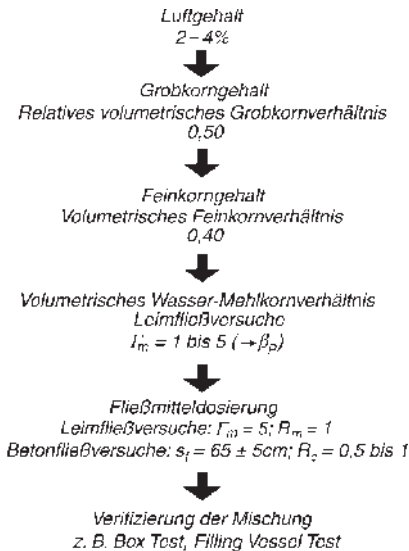 Luftgehalt
2–4%
Grobkorngehalt
Relatives volumetrisches Grobkornverhältnis
0,50
Feinkorngehalt
Volumetrisches Feinkornverhältnis
0,40
Volumetrisches Wasser-Mehlkornverhältnis
Leimfließversuche
Γm = 1 bis 5 (→βp)
Fließmitteldosierung
Leimfließversuche: Γm = 5; Rm = 1
Betonfließversuche: sf = 65 ± 5cm; Rc = 0,5 bis 1
Verifizierung der Mischung
z. B. Box Test, Filling Vessel Test